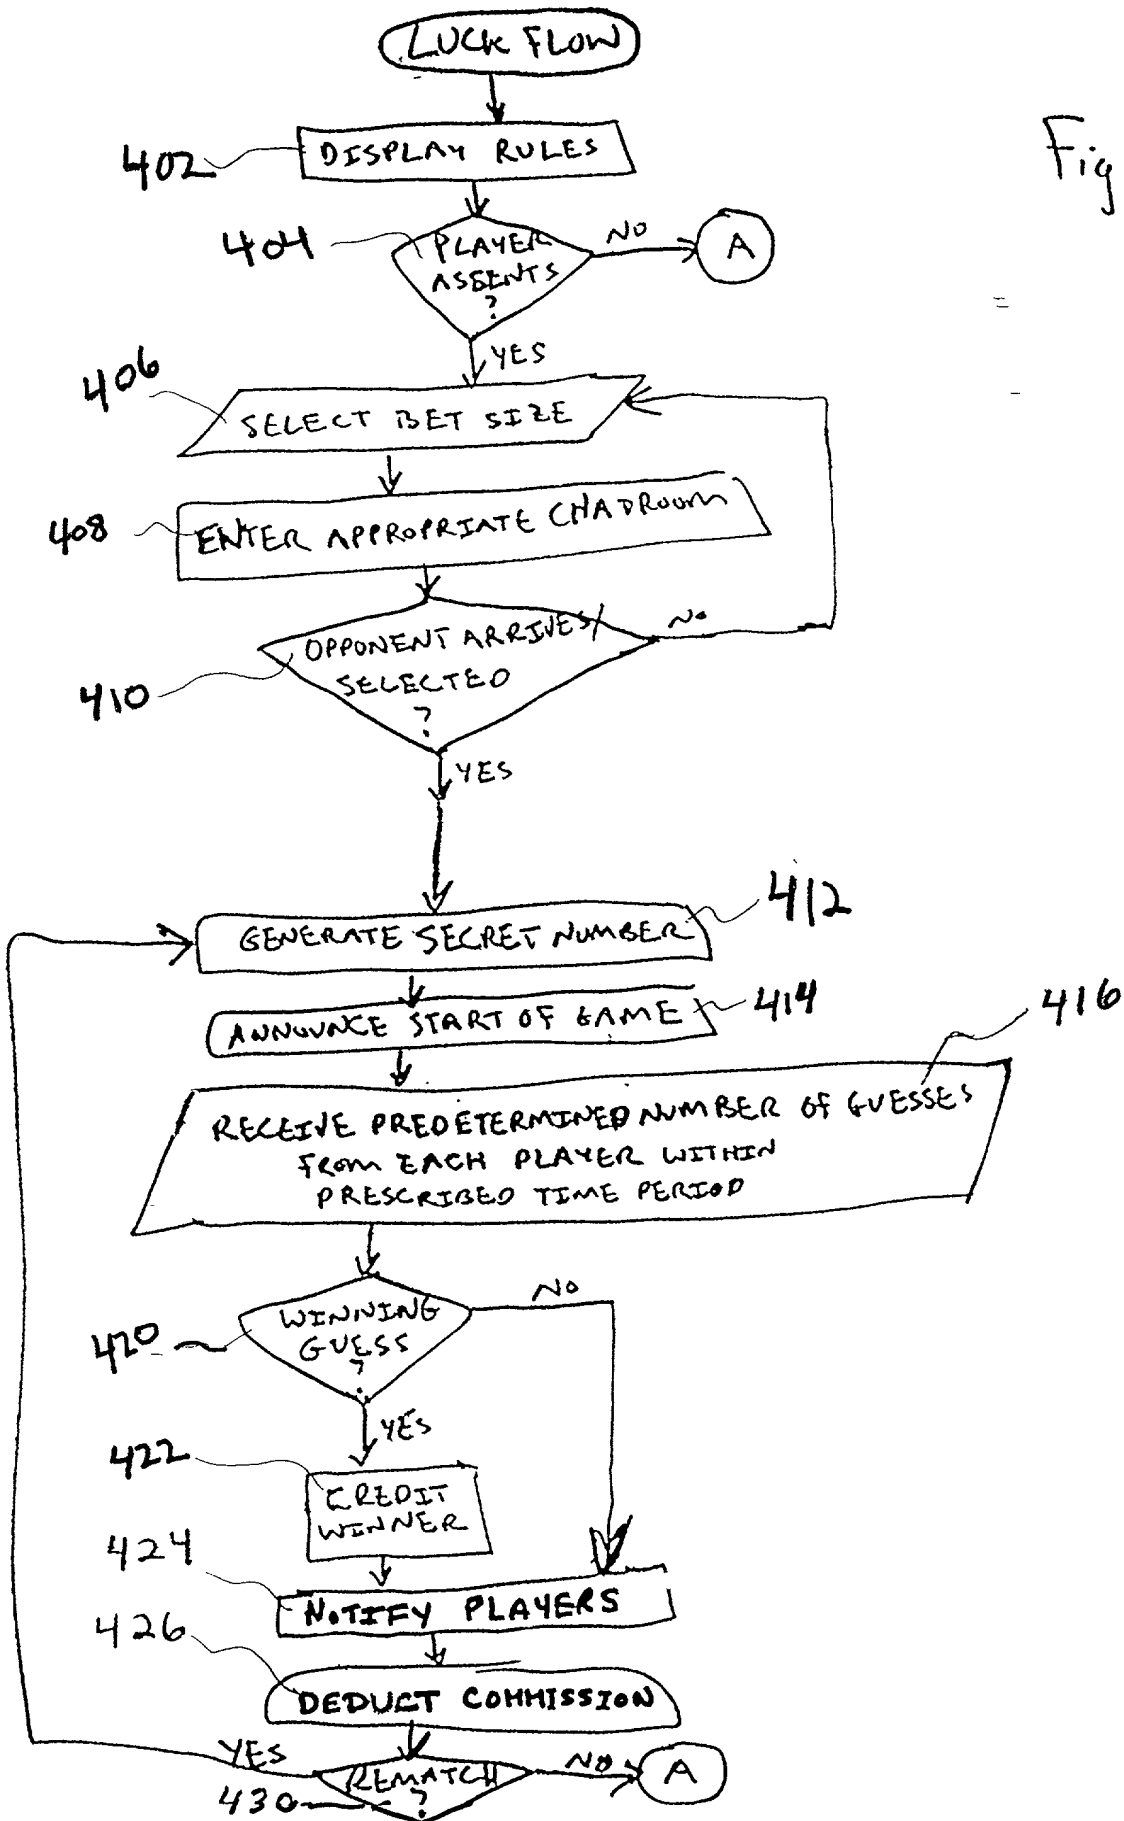 LUCK FLOW
Fig
402
DISPLAY RULES
404
PLAYER
ASSENTS
?
NO
A
YES
406
SELECT BET SIZE
408
ENTER APPROPRIATE CHADROOM
OPPONENT ARRIVES/
SELECTED
?
NO
410
YES
412
GENERATE SECRET NUMBER
414
ANNOUNCE START OF GAME
416
RECEIVE PREDETERMINED NUMBER OF GUESSES
FROM EACH PLAYER WITHIN
PRESCRIBED TIME PERIOD
420
WINNING
GUESS
?
NO
YES
422
CREDIT
WINNER
424
NOTIFY PLAYERS
426
DEDUCT COMMISSION
YES
REMATCH
?
430
NO
A